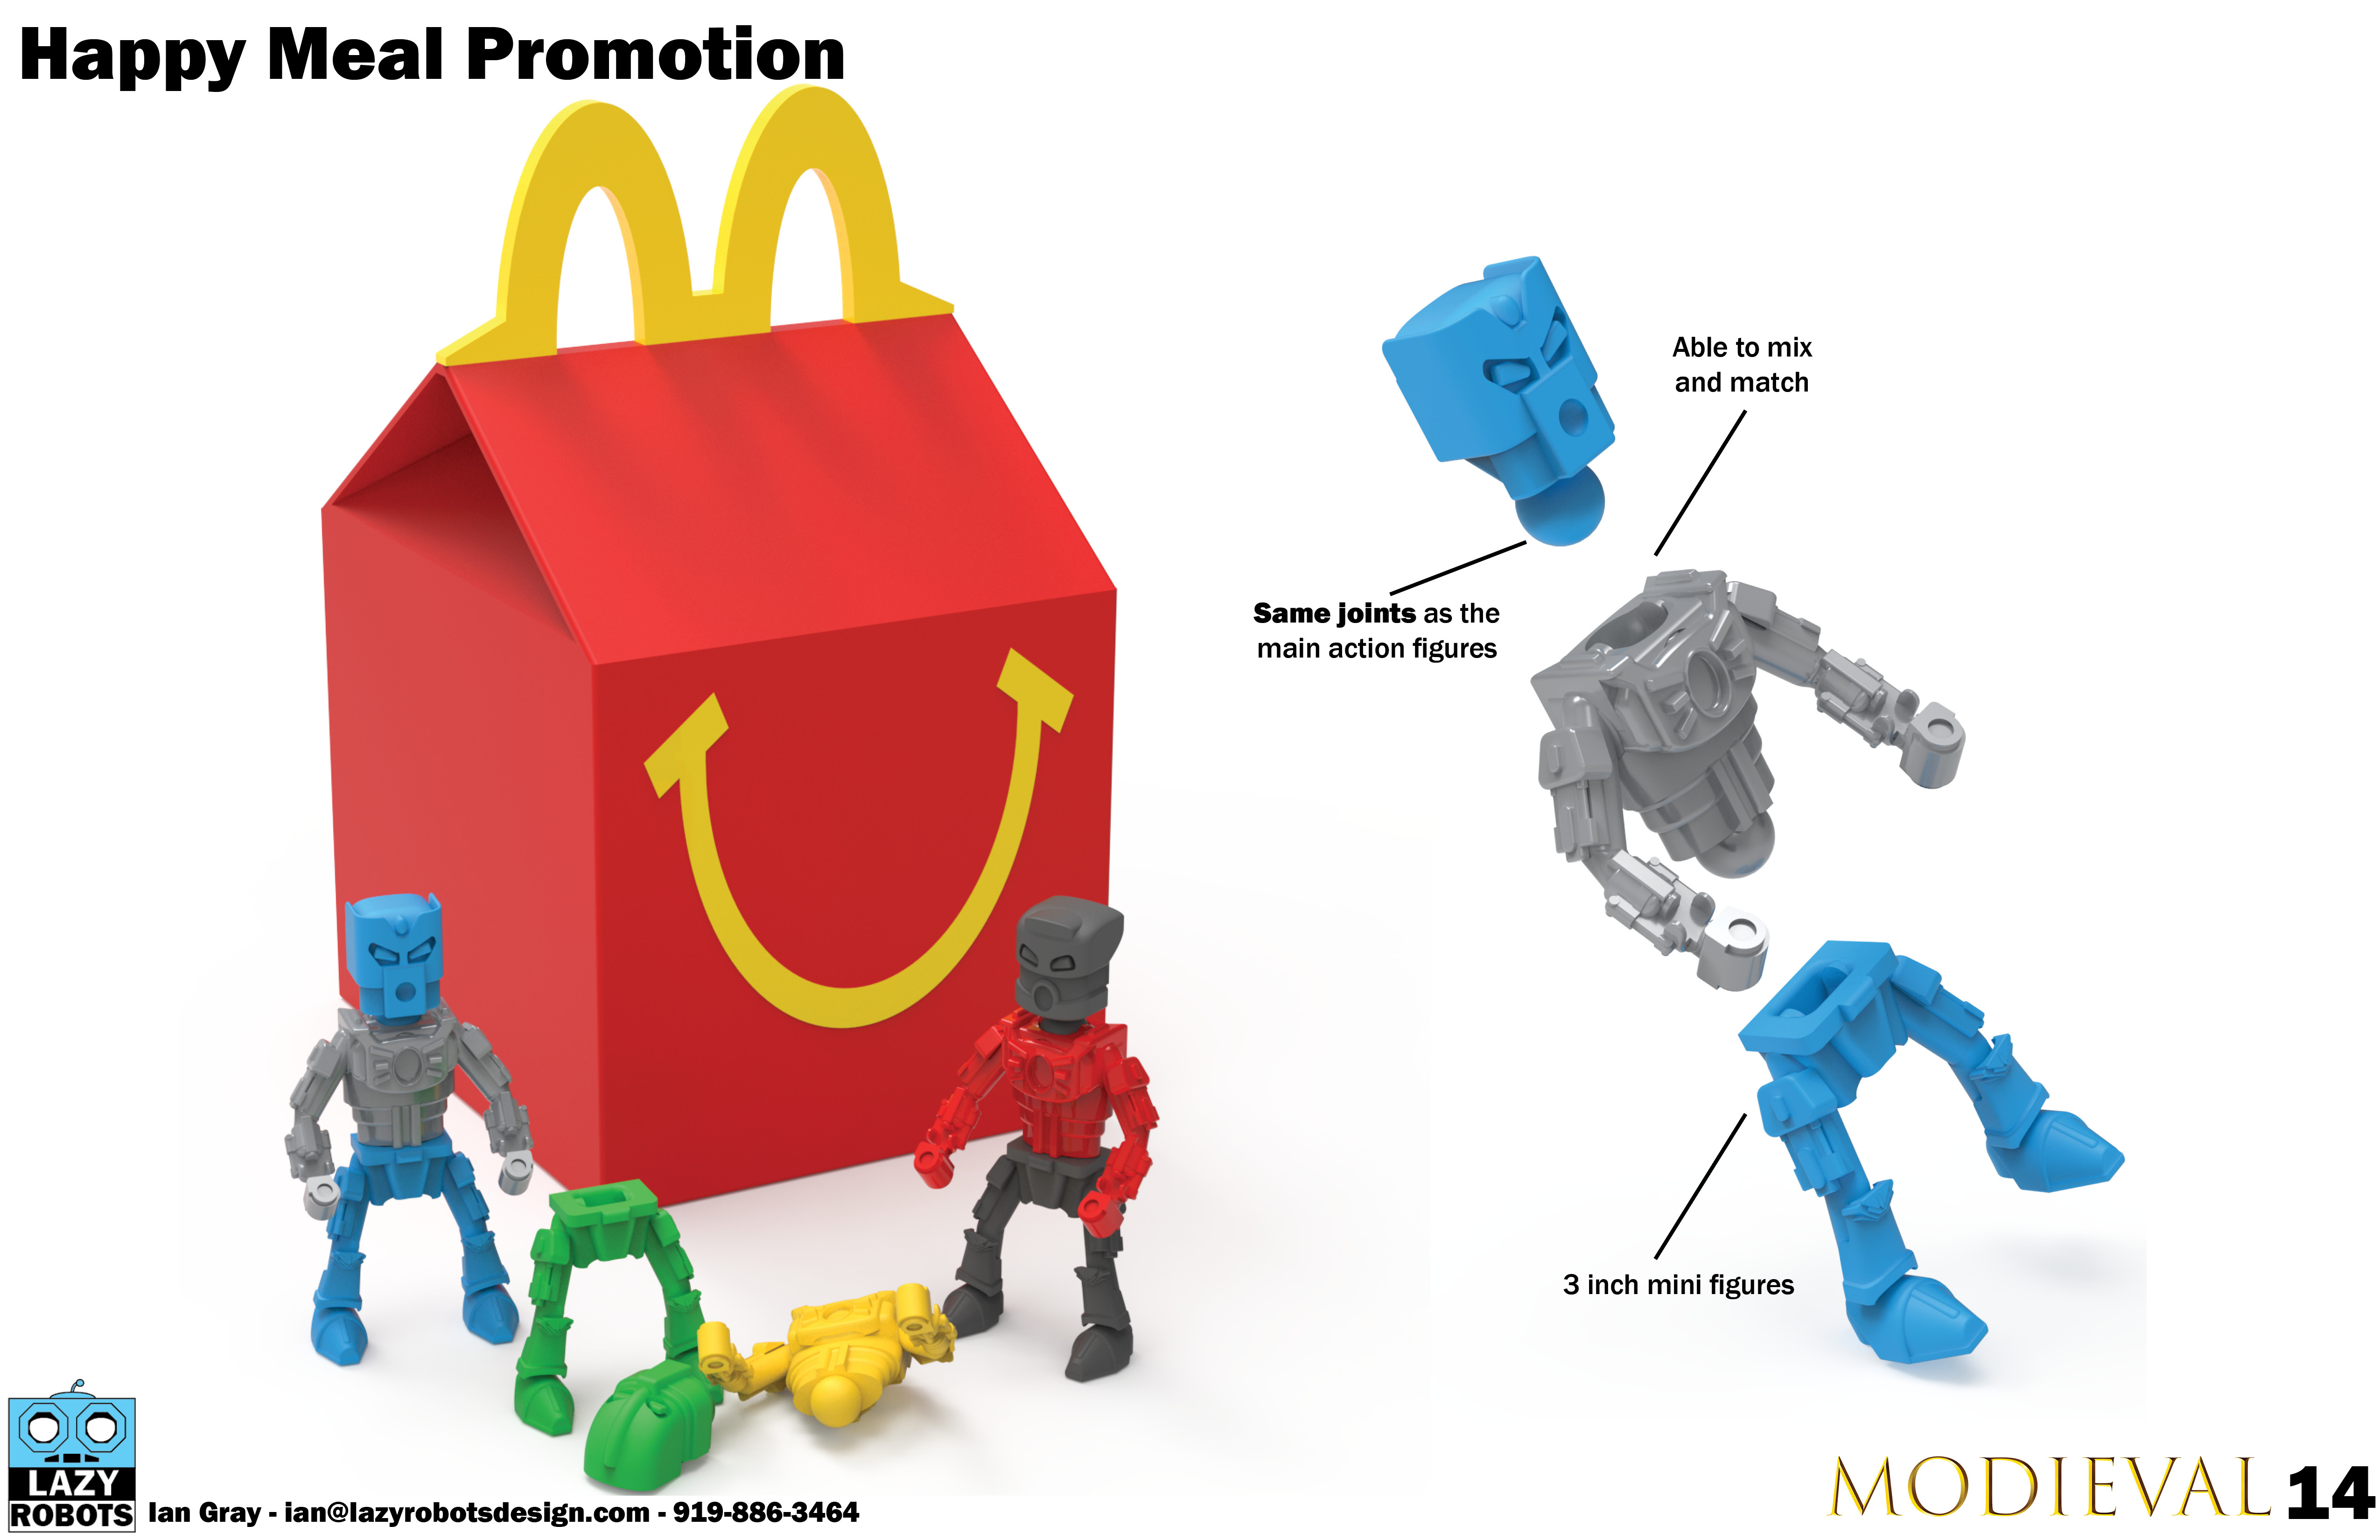 Happy Meal Promotion
Able to mix
and match
Same joints as the
main action figures
3 inch mini figures
LAZY
ROBOTS
Ian Gray - ian@lazyrobotsdesign.com - 919-886-3464
MODIEVAL 14